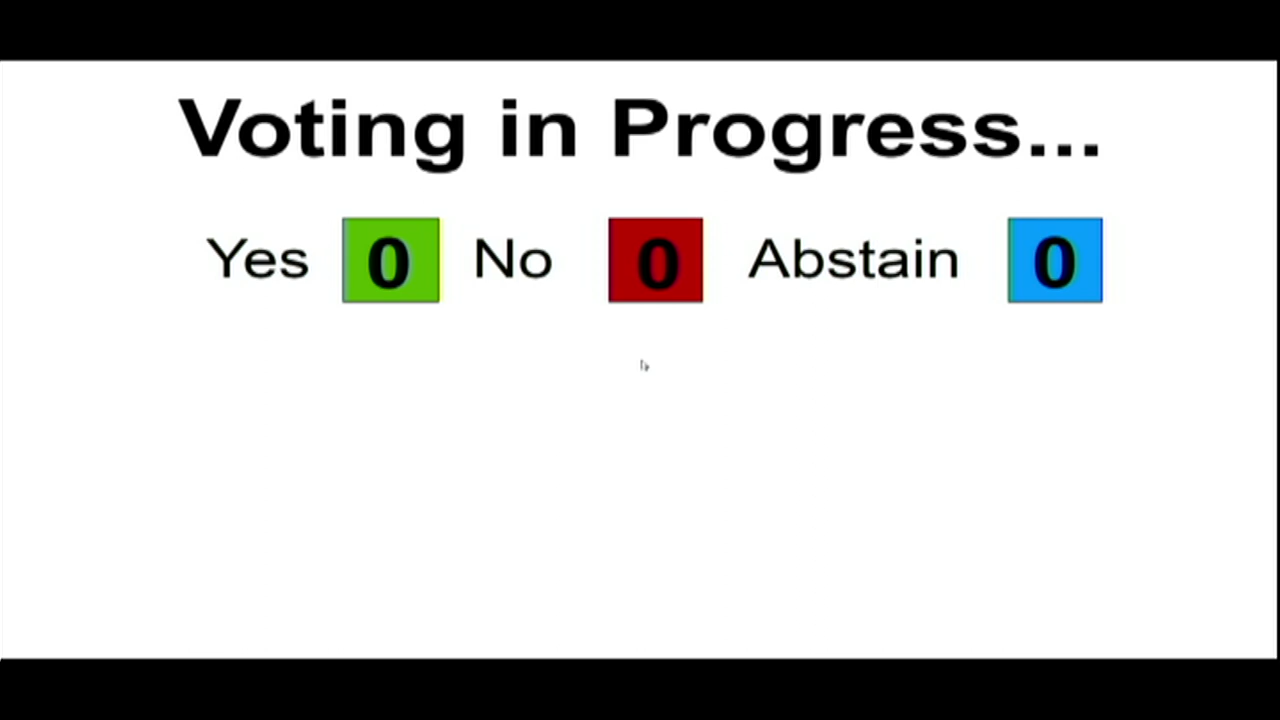 Voting in Progress...
Yes 0 No 0 Abstain 0